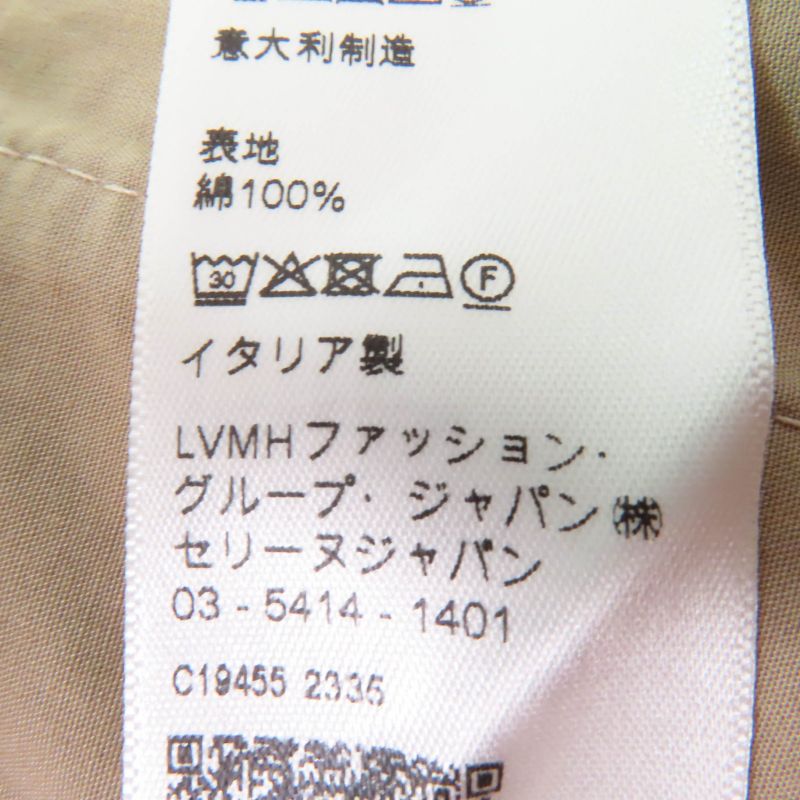 意大利制造
表地
綿100%
30 F
イタリア製
LVMHファッション・
グループ・ジャパン㈱
セリーヌジャパン
03 - 5414 - 1401
C19455 2335